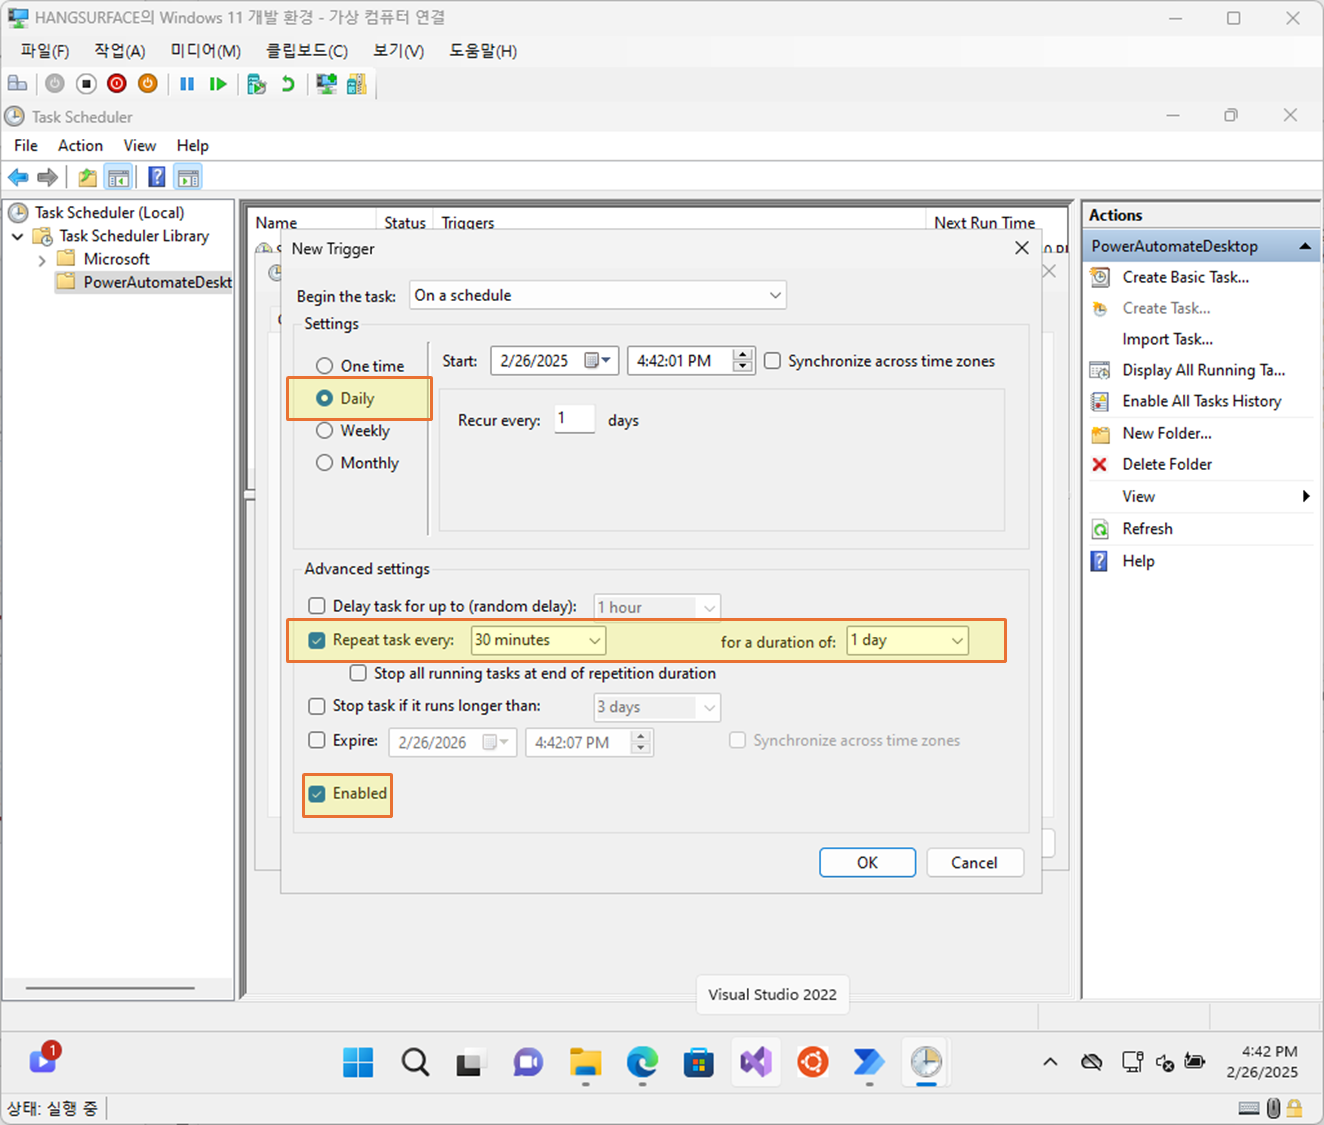 HANGSURFACE의 Windows 11 개발 환경 - 가상 컴퓨터 연결
파일(F) 작업(A) 미디어(M) 클립보드(C) 보기(V) 도움말(H)
Task Scheduler
File Action View Help
Task Scheduler (Local)
Task Scheduler Library
Microsoft
PowerAutomateDeskt
Name Status Triggers Next Run Time
New Trigger
Begin the task: On a schedule
Settings
One time
Daily
Weekly
Monthly
Start: 2/26/2025 4:42:01 PM Synchronize across time zones
Recur every: 1 days
Advanced settings
Delay task for up to (random delay): 1 hour
Repeat task every: 30 minutes for a duration of: 1 day
Stop all running tasks at end of repetition duration
Stop task if it runs longer than: 3 days
Expire: 2/26/2026 4:42:07 PM Synchronize across time zones
Enabled
OK Cancel
Actions
PowerAutomateDesktop
Create Basic Task...
Create Task...
Import Task...
Display All Running Ta...
Enable All Tasks History
New Folder...
Delete Folder
View
Refresh
Help
Visual Studio 2022
1
4:42 PM
2/26/2025
상태: 실행 중